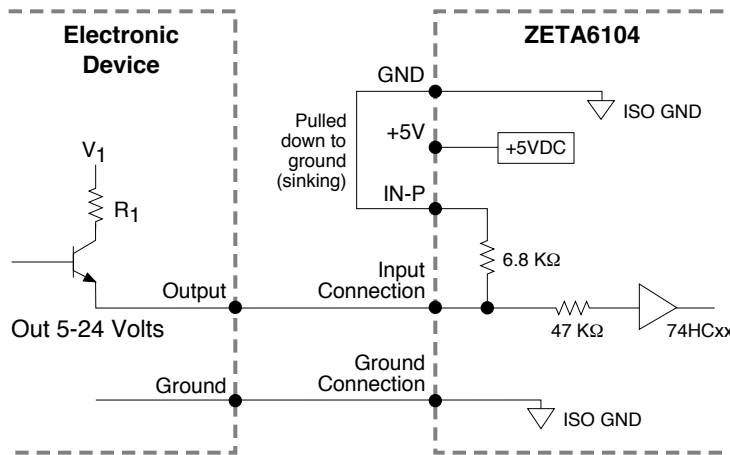 Electronic
Device
ZETA6104
GND
ISO GND
Pulled
down to
ground
(sinking)
+5V
+5VDC
V1
IN-P
R1
6.8 KΩ
Output
Input
Connection
Out 5-24 Volts
47 KΩ
74HCxx
Ground
Ground
Connection
ISO GND